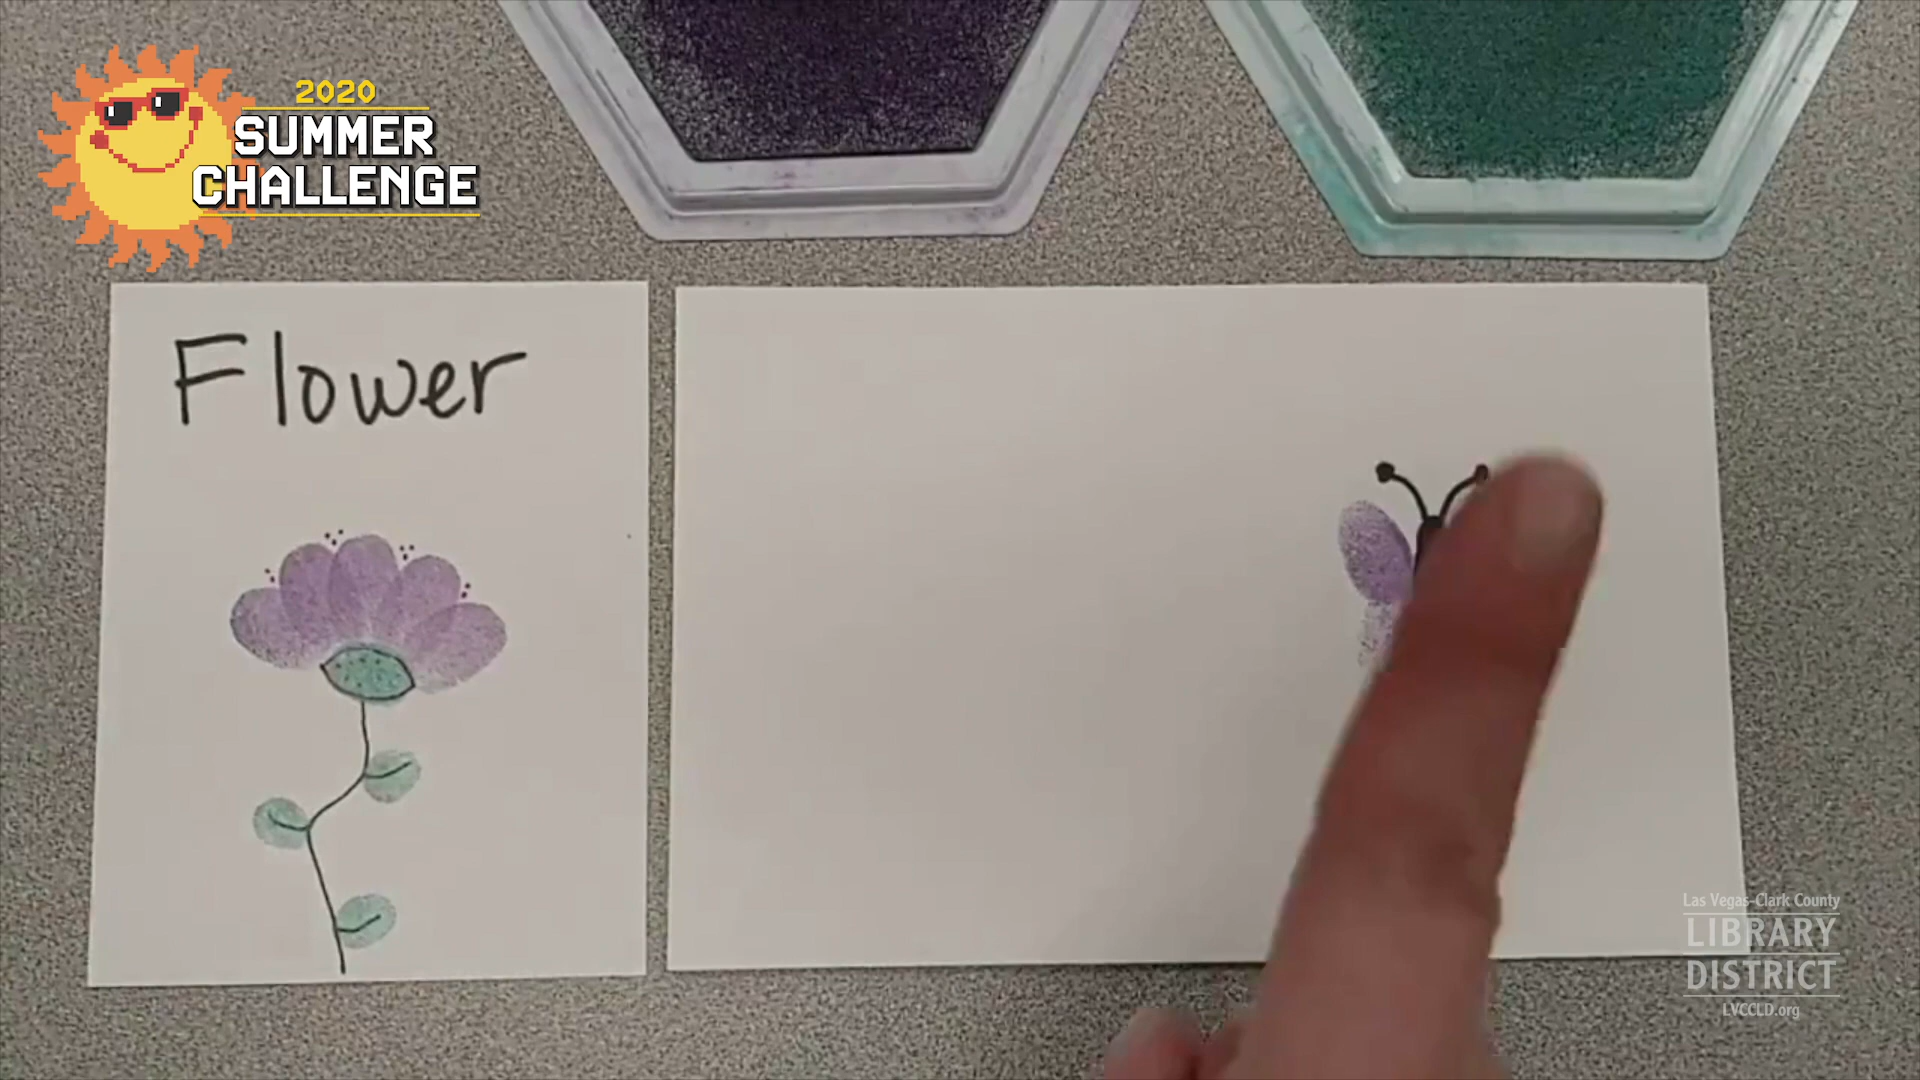 2020
SUMMER
CHALLENGE
Flower
Las Vegas-Clark County
LIBRARY
DISTRICT
LVCCLD.org